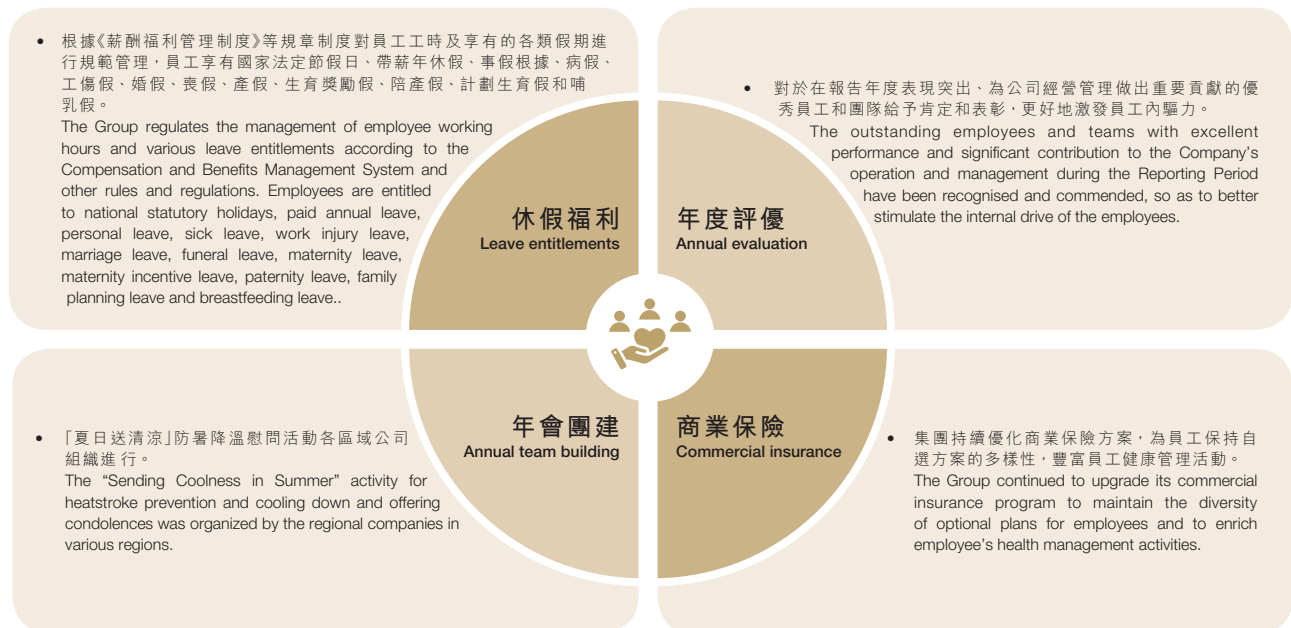 • 根據《薪酬福利管理制度》等規章制度對員工工時及享有的各類假期進
行規範管理，員工享有國家法定節假日、帶薪年休假、事假根據、病假、
工傷假、婚假、喪假、產假、生育獎勵假、陪產假、計劃生育假和哺
乳假。
The Group regulates the management of employee working
hours and various leave entitlements according to the
Compensation and Benefits Management System and
other rules and regulations. Employees are entitled
to national statutory holidays, paid annual leave,
personal leave, sick leave, work injury leave,
marriage leave, funeral leave, maternity leave,
maternity incentive leave, paternity leave, family
planning leave and breastfeeding leave..
休假福利
Leave entitlements
年度評優
Annual evaluation
• 對於在報告年度表現突出、為公司經營管理做出重要貢獻的優
秀員工和團隊給予肯定和表彰，更好地激發員工內驅力。
The outstanding employees and teams with excellent
performance and significant contribution to the Company's
operation and management during the Reporting Period
have been recognised and commended, so as to better
stimulate the internal drive of the employees.
• 「夏日送清涼」防暑降溫慰問活動各區域公司
組織進行。
The “Sending Coolness in Summer” activity for
heatstroke prevention and cooling down and offering
condolences was organized by the regional companies in
various regions.
年會團建
Annual team building
商業保險
Commercial insurance
• 集團持續優化商業保險方案，為員工保持自
選方案的多樣性，豐富員工健康管理活動。
The Group continued to upgrade its commercial
insurance program to maintain the diversity
of optional plans for employees and to enrich
employee's health management activities.